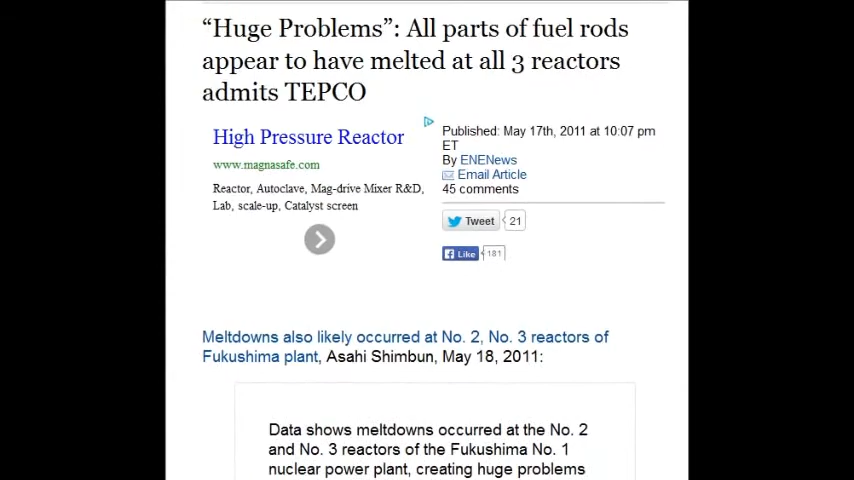 “Huge Problems”: All parts of fuel rods
appear to have melted at all 3 reactors
admits TEPCO
High Pressure Reactor
www.magnasafe.com
Reactor, Autoclave, Mag-drive Mixer R&D,
Lab, scale-up, Catalyst screen
Published: May 17th, 2011 at 10:07 pm
ET
By ENENews
Email Article
45 comments
Tweet 21
Like 181
Meltdowns also likely occurred at No. 2, No. 3 reactors of
Fukushima plant, Asahi Shimbun, May 18, 2011:
Data shows meltdowns occurred at the No. 2
and No. 3 reactors of the Fukushima No. 1
nuclear power plant, creating huge problems